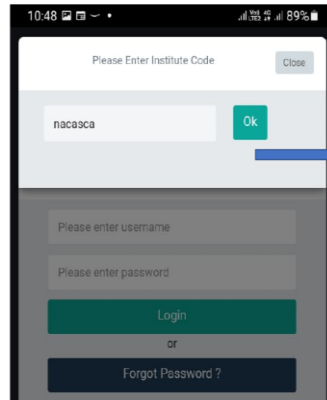 10:48 89%
Please Enter Institute Code Close
nacasca Ok
Please enter username
Please enter password
Login
or
Forgot Password ?